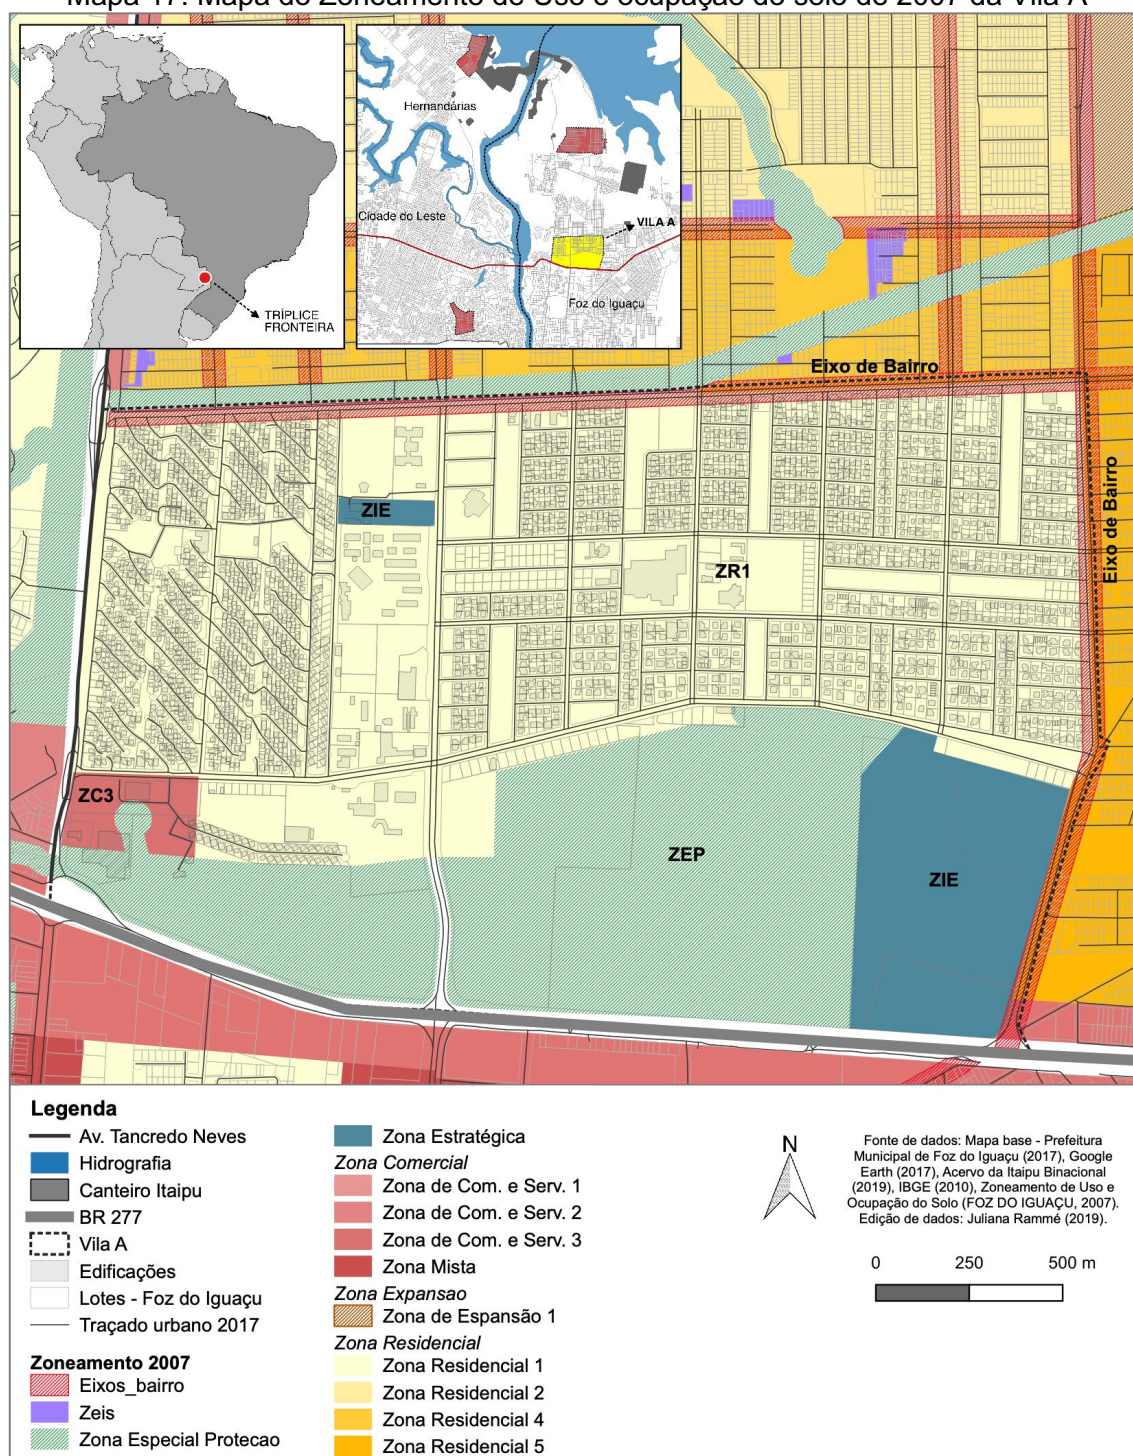 Mapa 17: Mapa do Zoneamento de Uso e ocupação do solo de 2007 da Vila A
TRÍPLICE
FRONTEIRA
Hernandárias
Cidade do Leste
VILA A
Foz do Iguaçu
Eixo de Bairro
Eixo de Bairro
ZIE
ZR1
ZC3
ZEP
ZIE
Legenda
Av. Tancredo Neves
Hidrografia
Canteiro Itaipu
BR 277
Vila A
Edificações
Lotes - Foz do Iguaçu
Traçado urbano 2017
Zoneamento 2007
Eixos_bairro
Zeis
Zona Especial Protecao
Zona Estratégica
Zona Comercial
Zona de Com. e Serv. 1
Zona de Com. e Serv. 2
Zona de Com. e Serv. 3
Zona Mista
Zona Expansao
Zona de Espansão 1
Zona Residencial
Zona Residencial 1
Zona Residencial 2
Zona Residencial 4
Zona Residencial 5
N
Fonte de dados: Mapa base - Prefeitura
Municipal de Foz do Iguaçu (2017), Google
Earth (2017), Acervo da Itaipu Binacional
(2019), IBGE (2010), Zoneamento de Uso e
Ocupação do Solo (FOZ DO IGUAÇU, 2007).
Edição de dados: Juliana Rammé (2019).
0 250 500 m